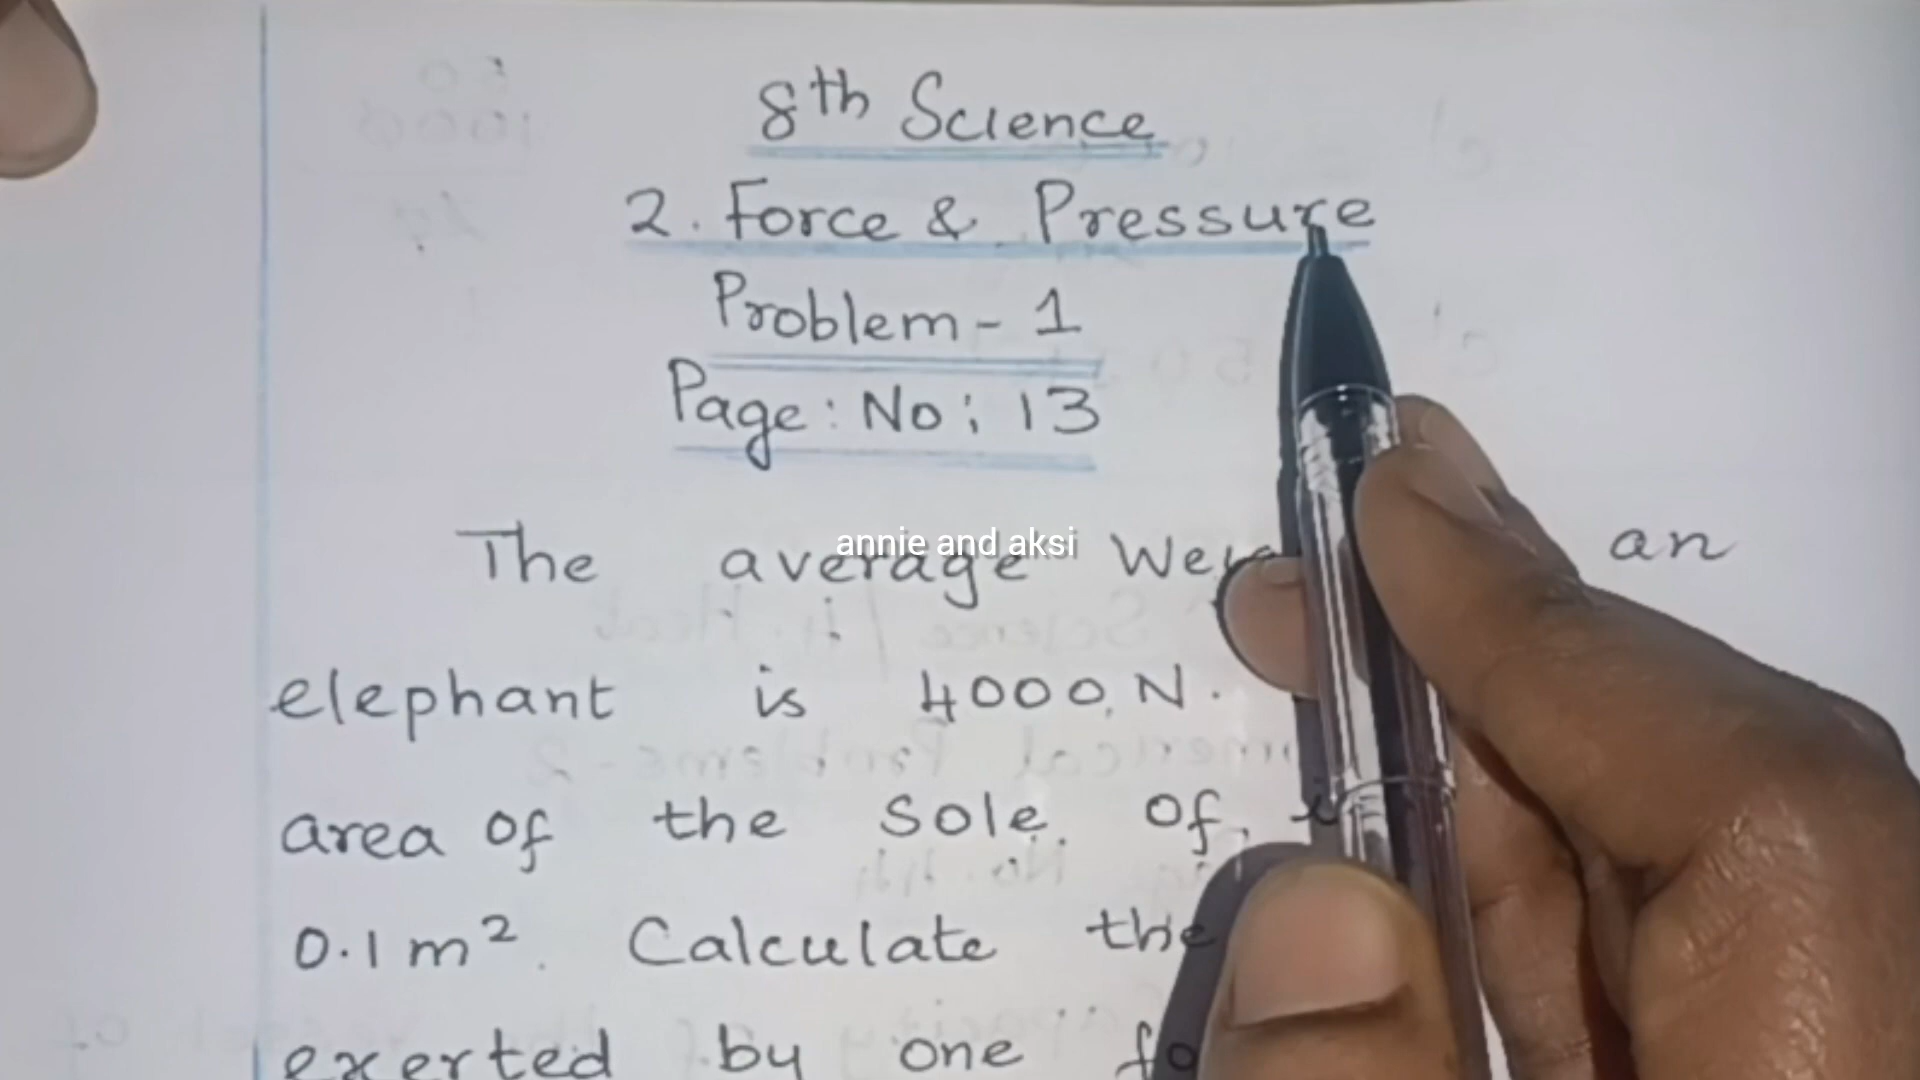 8th Science
2. Force & Pressure
Problem - 1
Page: No: 13
The average an
annie and aksi
elephant is 4000 N.
area of the sole of
0.1 m² Calculate the
exerted by one